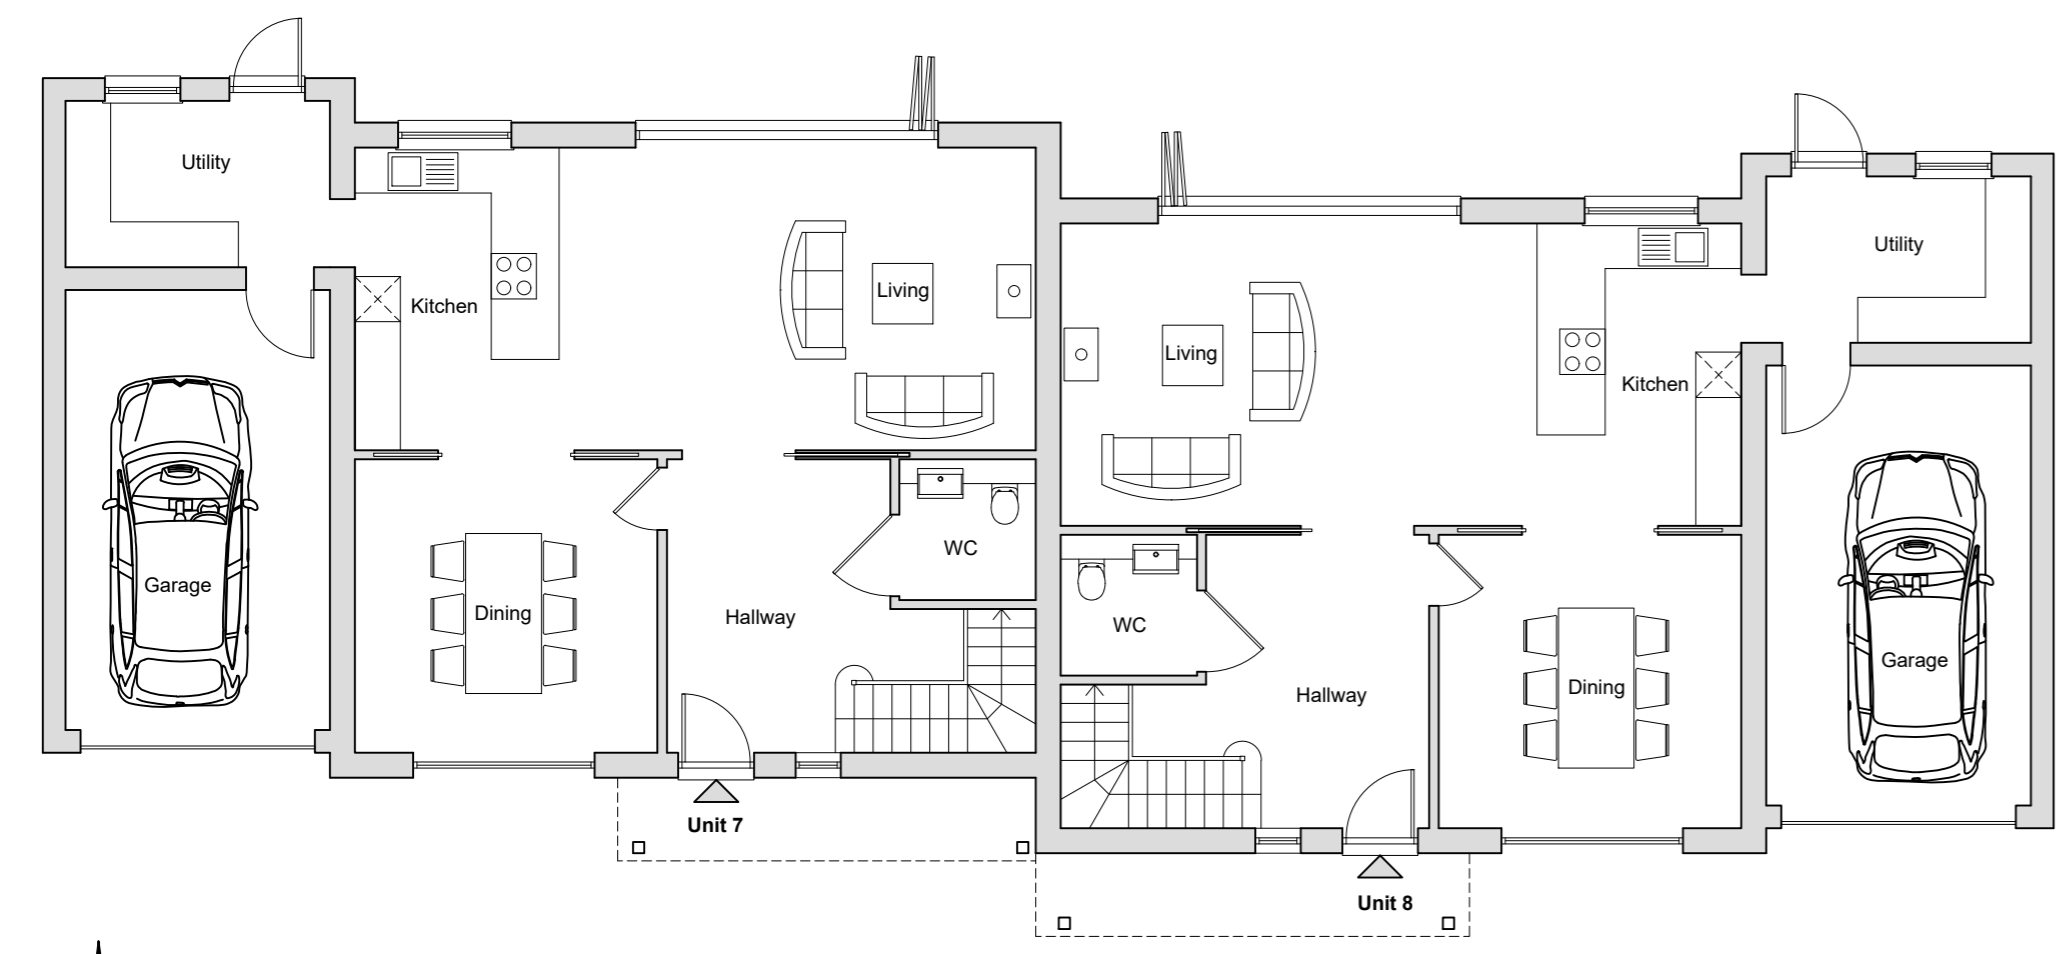 Utility
Utility
Living
Kitchen
Living
Kitchen
WC
Garage
Dining
Hallway
WC
Garage
Dining
Hallway
Unit 7
Unit 8